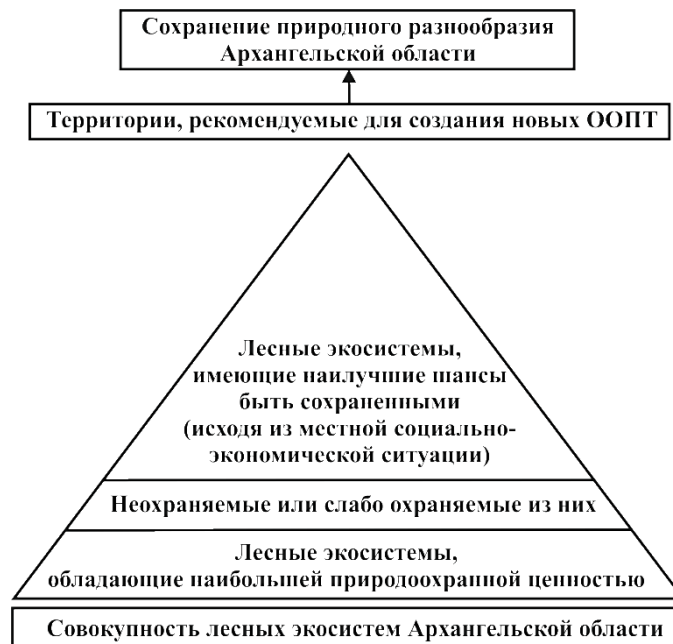 Сохранение природного разнообразия
Архангельской области
Территории, рекомендуемые для создания новых ООПТ
Лесные экосистемы,
имеющие наилучшие шансы
быть сохраненными
(исходя из местной социально-
экономической ситуации)
Неохраняемые или слабо охраняемые из них
Лесные экосистемы,
обладающие наибольшей природоохранной ценностью
Совокупность лесных экосистем Архангельской области